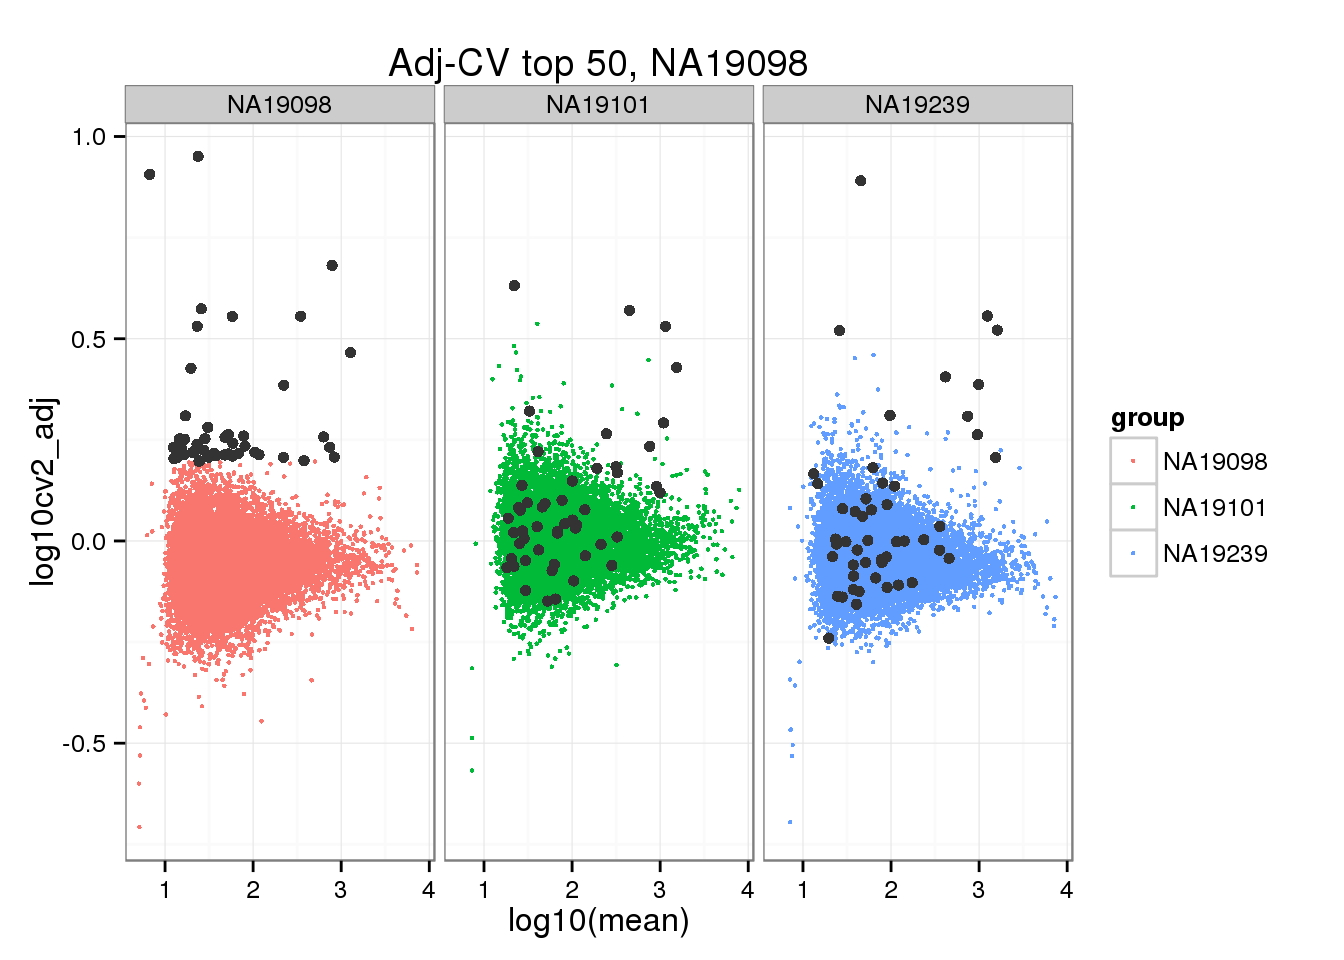 Adj-CV top 50, NA19098
NA19098 NA19101 NA19239
1.0
0.5
0.0
-0.5
log10cv2_adj
1 2 3 4 1 2 3 4 1 2 3 4
log10(mean)
group
NA19098
NA19101
NA19239